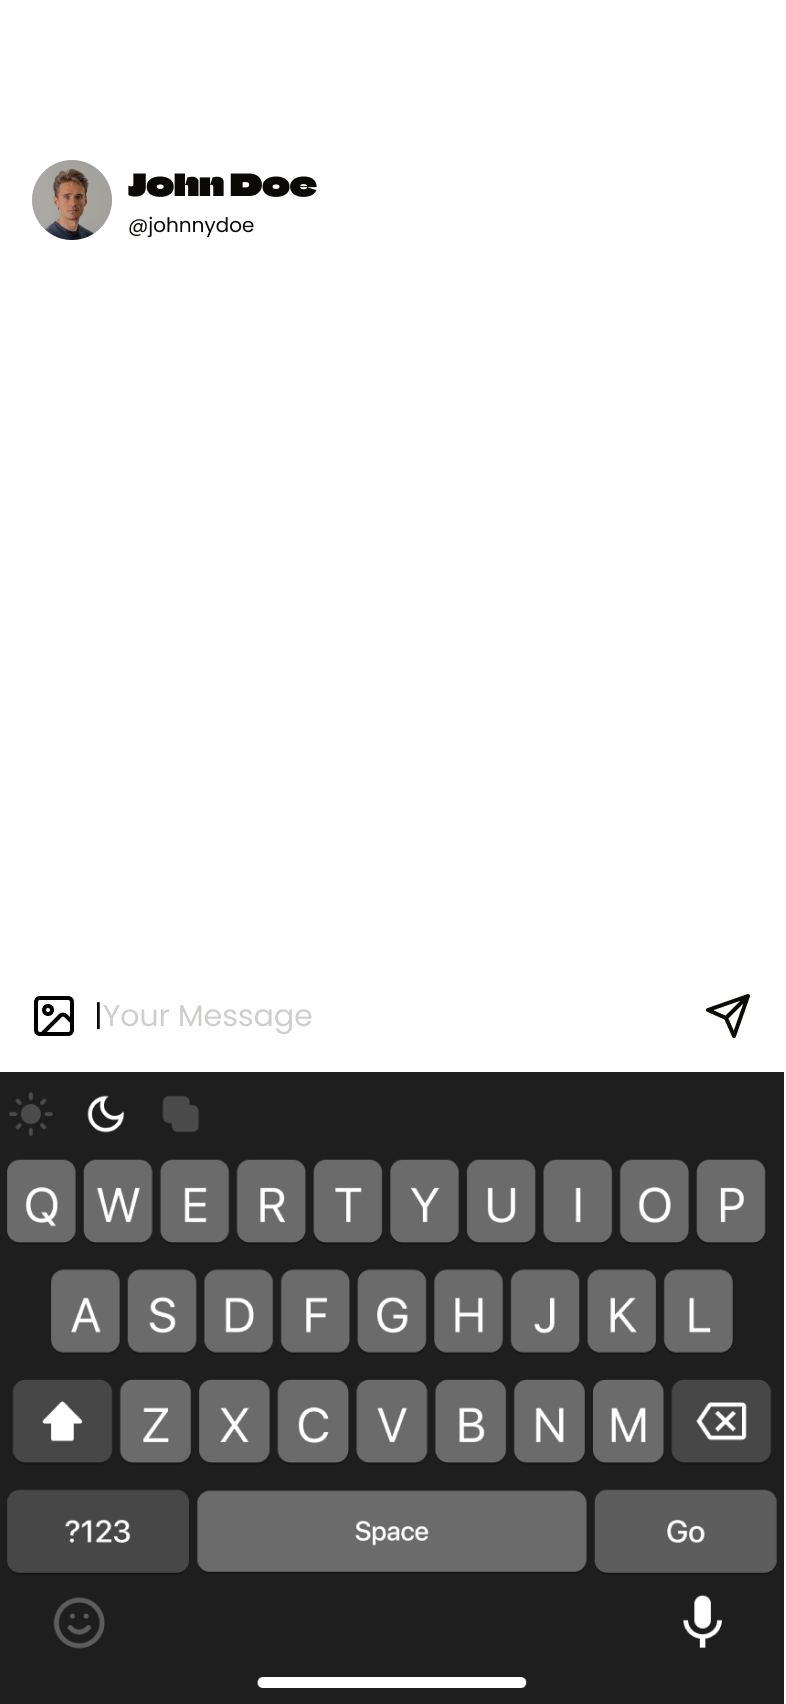 John Doe
@johnnydoe
Your Message
Q W E R T Y U I O P
A S D F G H J K L
Z X C V B N M
?123 Space Go